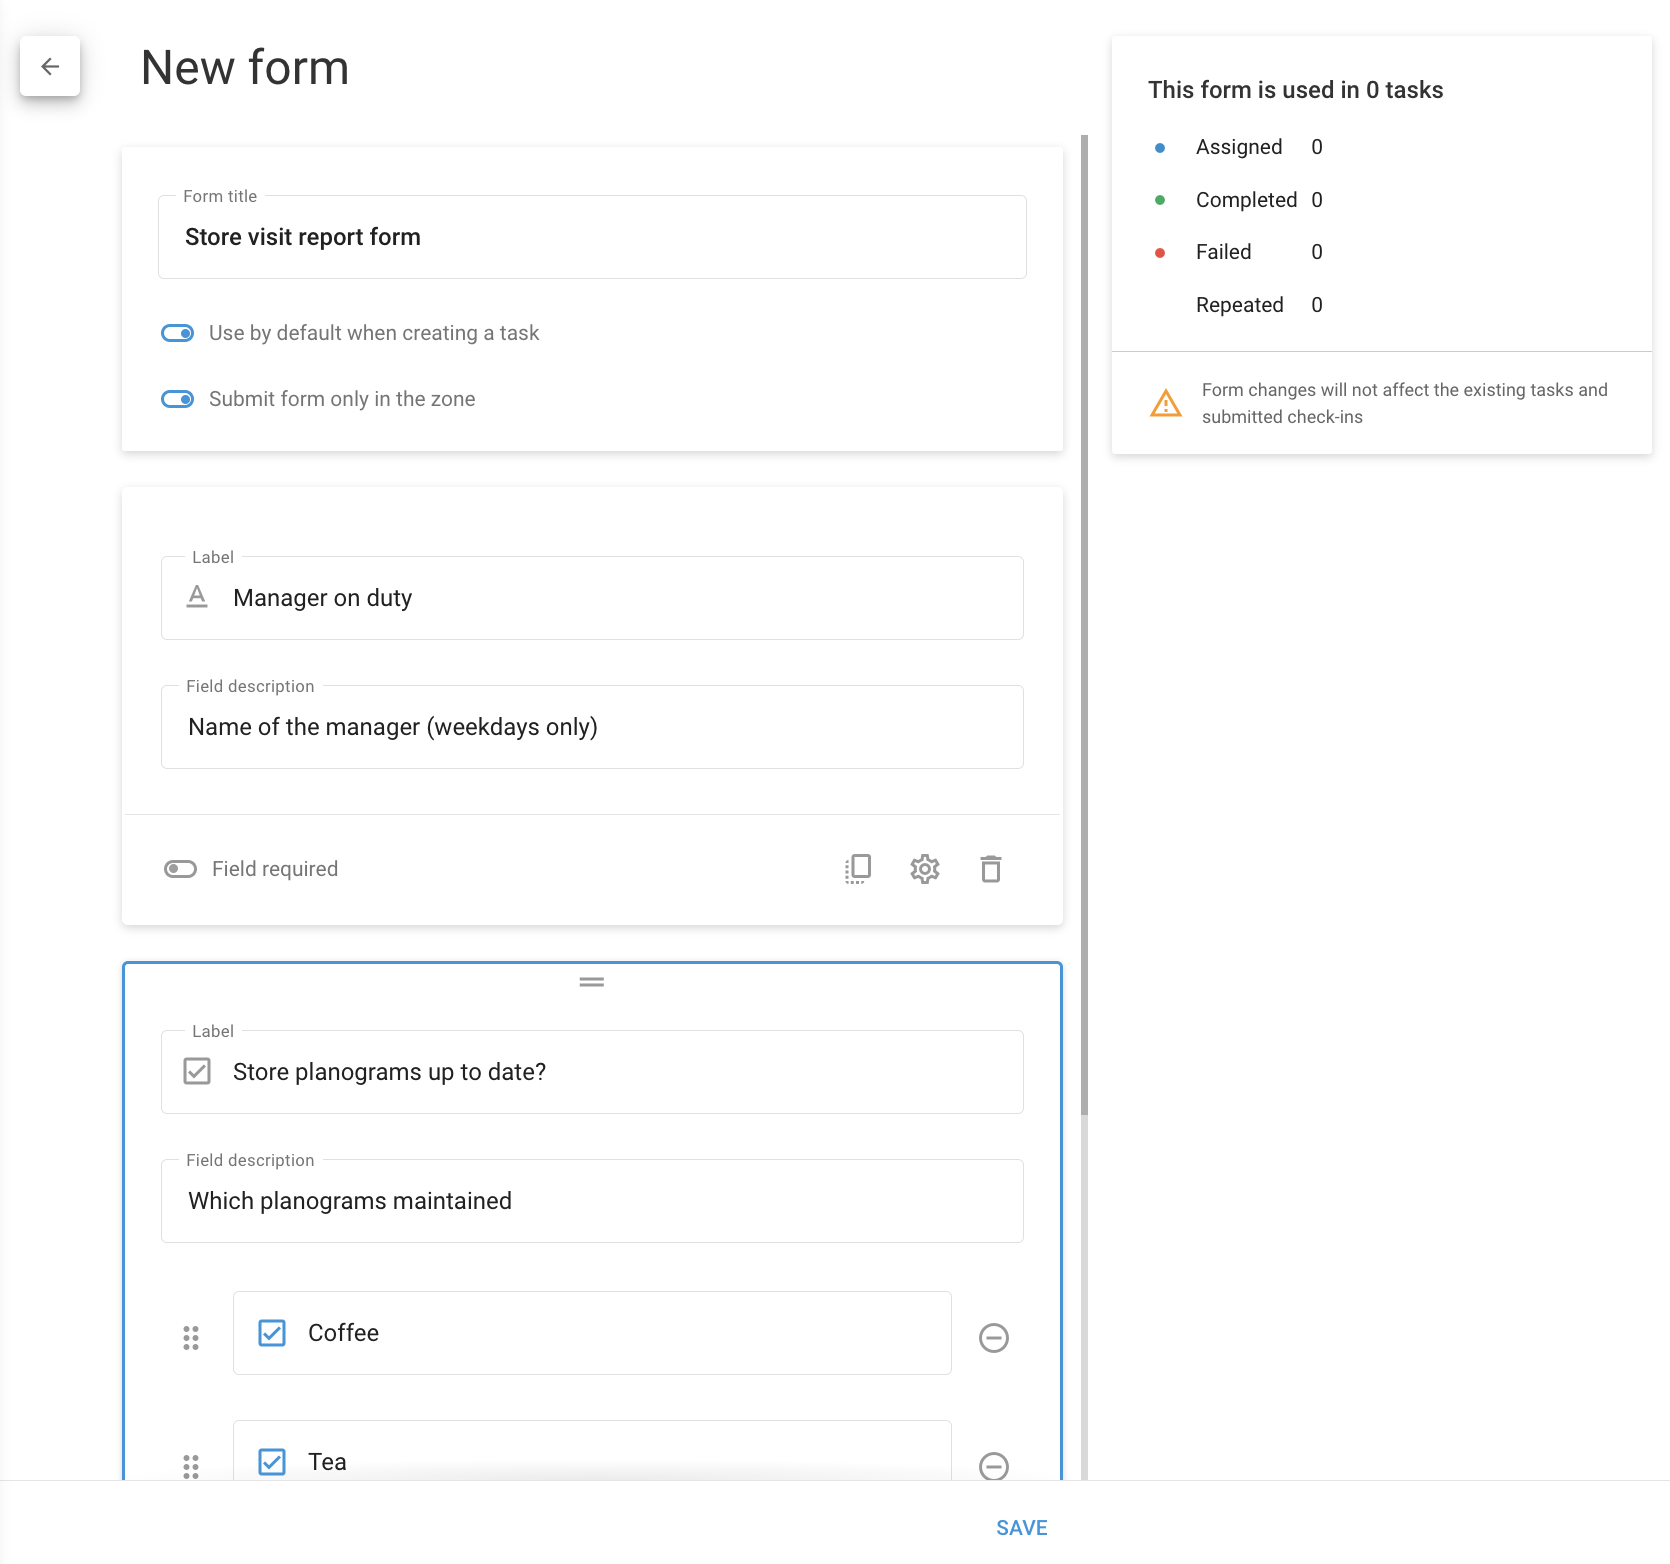 New form
Form title
Store visit report form
Use by default when creating a task
Submit form only in the zone
Label
Manager on duty
Field description
Name of the manager (weekdays only)
Field required
Label
Store planograms up to date?
Field description
Which planograms maintained
Coffee
Tea
SAVE
This form is used in 0 tasks
Assigned 0
Completed 0
Failed 0
Repeated 0
Form changes will not affect the existing tasks and
submitted check-ins